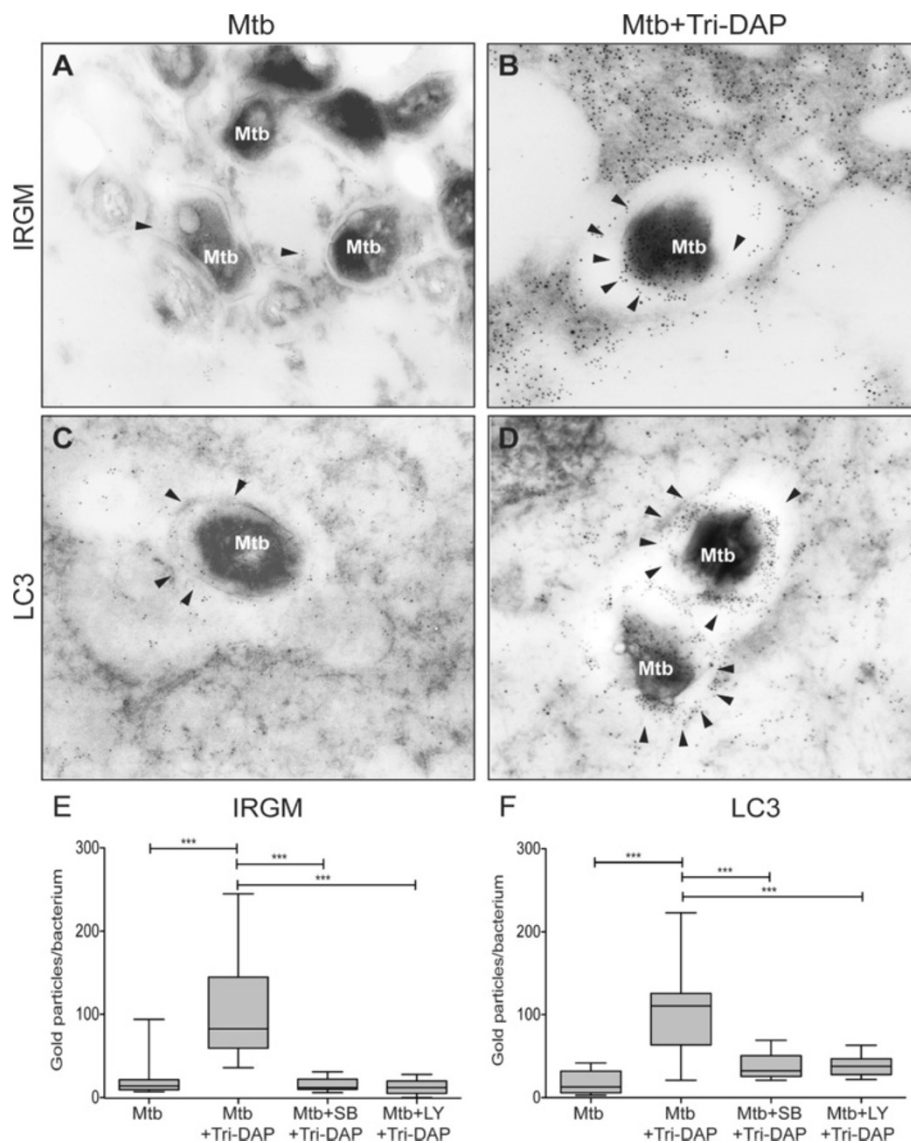 Mtb Mtb+Tri-DAP
A B
IRGM
Mtb
Mtb Mtb Mtb
C D
LC3
Mtb Mtb
Mtb
E IRGM F LC3
Gold particles/bacterium Gold particles/bacterium
300 300
*** ***
*** ***
*** ***
200 200
100 100
0 0
Mtb Mtb Mtb+SB Mtb+LY Mtb Mtb Mtb+SB Mtb+LY
+Tri-DAP +Tri-DAP +Tri-DAP +Tri-DAP +Tri-DAP +Tri-DAP